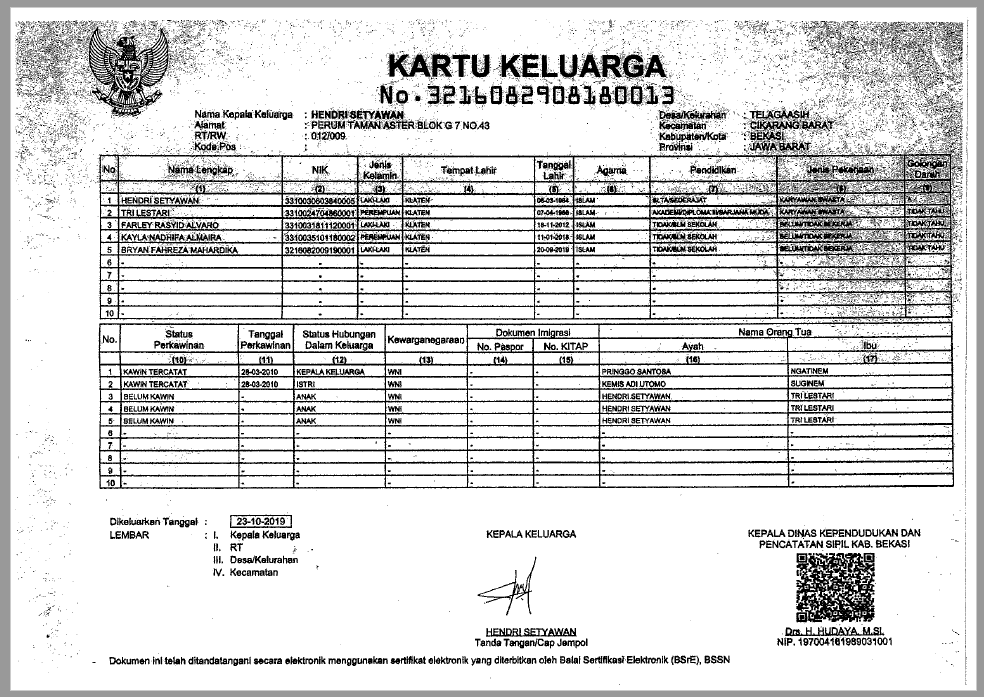 KARTU KELUARGA
No. 3216082908180013
Nama Kepala Keluarga : HENDRI SETYAWAN
Alamat : PERUM TAMAN ASTER BLOK G 7 NO.43
RT/RW : 012/009
Kode Pos :
Desa/Kelurahan : TELAGAASIH
Kecamatan : CIKARANG BARAT
Kabupaten/Kota : BEKASI
Provinsi : JAWA BARAT
No Nama Lengkap NIK Jenis Kelamin Tempat Lahir Tanggal Lahir Agama Pendidikan Jenis Pekerjaan Golongan Darah
(1) (2) (3) (4) (5) (6) (7) (8) (9)
1 HENDRI SETYAWAN 3310030603840005 LAKI-LAKI KLATEN 06-03-1984 ISLAM SLTA/SEDERAJAT KARYAWAN SWASTA
2 TRI LESTARI 3310024704860001 PEREMPUAN KLATEN ISLAM AKADEMI/DIPLOMA III/SARJANA MUDA KARYAWAN SWASTA TIDAK TAHU
3 FARLEY RASYID ALVARO 3310031811120001 LAKI-LAKI KLATEN 18-11-2012 ISLAM TIDAK/BLM SEKOLAH BELUM/TIDAK BEKERJA TIDAK TAHU
4 KAYLA NADHIFA ALMAIRA 3310035101180002 PEREMPUAN KLATEN 11-01-2018 ISLAM TIDAK/BLM SEKOLAH BELUM/TIDAK BEKERJA TIDAK TAHU
5 BRYAN FAHREZA MAHARDIKA 3216082009190001 LAKI-LAKI KLATEN 20-09-2019 ISLAM TIDAK/BLM SEKOLAH BELUM/TIDAK BEKERJA TIDAK TAHU
6 - - - - - - - - -
7 - - - - - - - - -
8 - - - - - - - - -
9 - - - - - - - - -
10 - - - - - - - - -
No. Status Perkawinan Tanggal Perkawinan Status Hubungan Dalam Keluarga Kewarganegaraan Dokumen Imigrasi Nama Orang Tua
No. Paspor No. KITAP Ayah Ibu
(10) (11) (12) (13) (14) (15) (16) (17)
1 KAWIN TERCATAT 28-03-2010 KEPALA KELUARGA WNI - - PRINGGO SANTOSA NGATINEM
2 KAWIN TERCATAT 28-03-2010 ISTRI WNI - - KEMIS ADI UTOMO SUGINEM
3 BELUM KAWIN - ANAK WNI - - HENDRI SETYAWAN TRI LESTARI
4 BELUM KAWIN - ANAK WNI - - HENDRI SETYAWAN TRI LESTARI
5 BELUM KAWIN - ANAK WNI - - HENDRI SETYAWAN TRI LESTARI
6 - - - - - - - -
7 - - - - - - - -
8 - - - - - - - -
9 - - - - - - - -
10 - - - - - - - -
Dikeluarkan Tanggal : 23-10-2019
LEMBAR : I. Kepala Keluarga
II. RT
III. Desa/Kelurahan
IV. Kecamatan
KEPALA KELUARGA
HENDRI SETYAWAN
Tanda Tangan/Cap Jempol
KEPALA DINAS KEPENDUDUKAN DAN
PENCATATAN SIPIL KAB. BEKASI
Drs. H. HUDAYA, M.Si.
NIP. 197004161989031001
- Dokumen ini telah ditandatangani secara elektronik menggunakan sertifikat elektronik yang diterbitkan oleh Balai Sertifikasi Elektronik (BSrE), BSSN